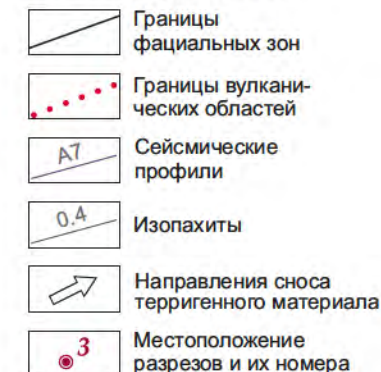 Границы
фациальных зон
Границы вулкани-
ческих областей
A7
Сейсмические
профили
0.4
Изопахиты
Направления сноса
терригенного материала
3
Местоположение
разрезов и их номера